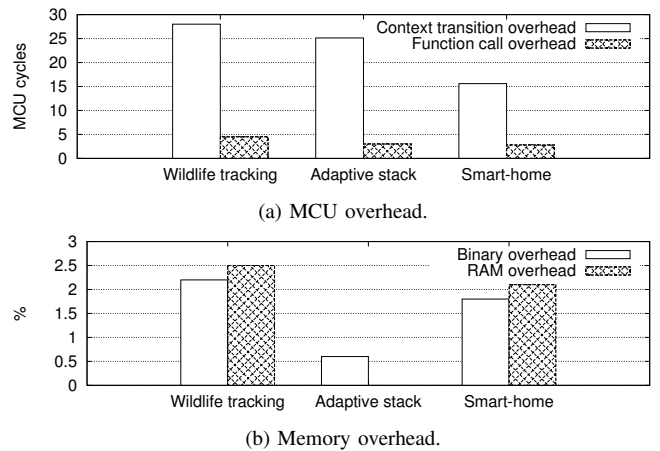 30
25
20
15
10
5
0
MCU cycles
Context transition overhead
Function call overhead
Wildlife tracking Adaptive stack Smart-home
(a) MCU overhead.
3
2.5
2
1.5
1
0.5
0
%
Binary overhead
RAM overhead
Wildlife tracking Adaptive stack Smart-home
(b) Memory overhead.